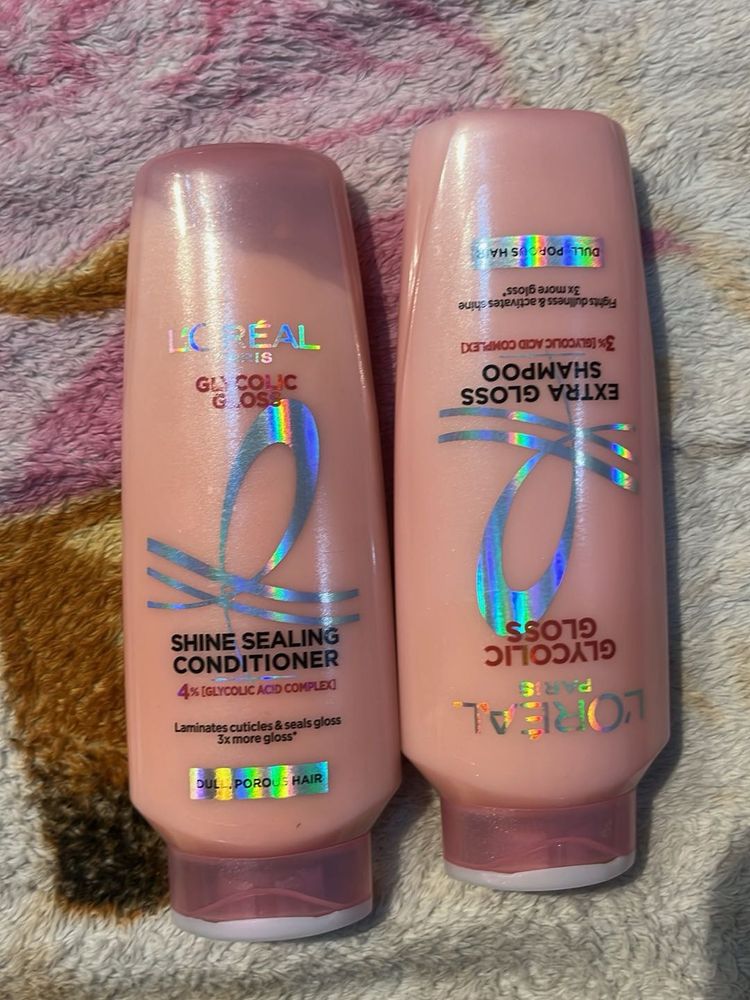 L'ORÉAL
PARIS
GLYCOLIC
GLOSS
SHINE SEALING
CONDITIONER
4% [GLYCOLIC ACID COMPLEX]
Laminates cuticles & seals gloss
3x more gloss*
DULL, POROUS HAIR
L'ORÉAL
PARIS
GLYCOLIC
GLOSS
EXTRA GLOSS
SHAMPOO
3% [GLYCOLIC ACID COMPLEX]
Fights dullness & activates shine
3x more gloss*
DULL, POROUS HAIR